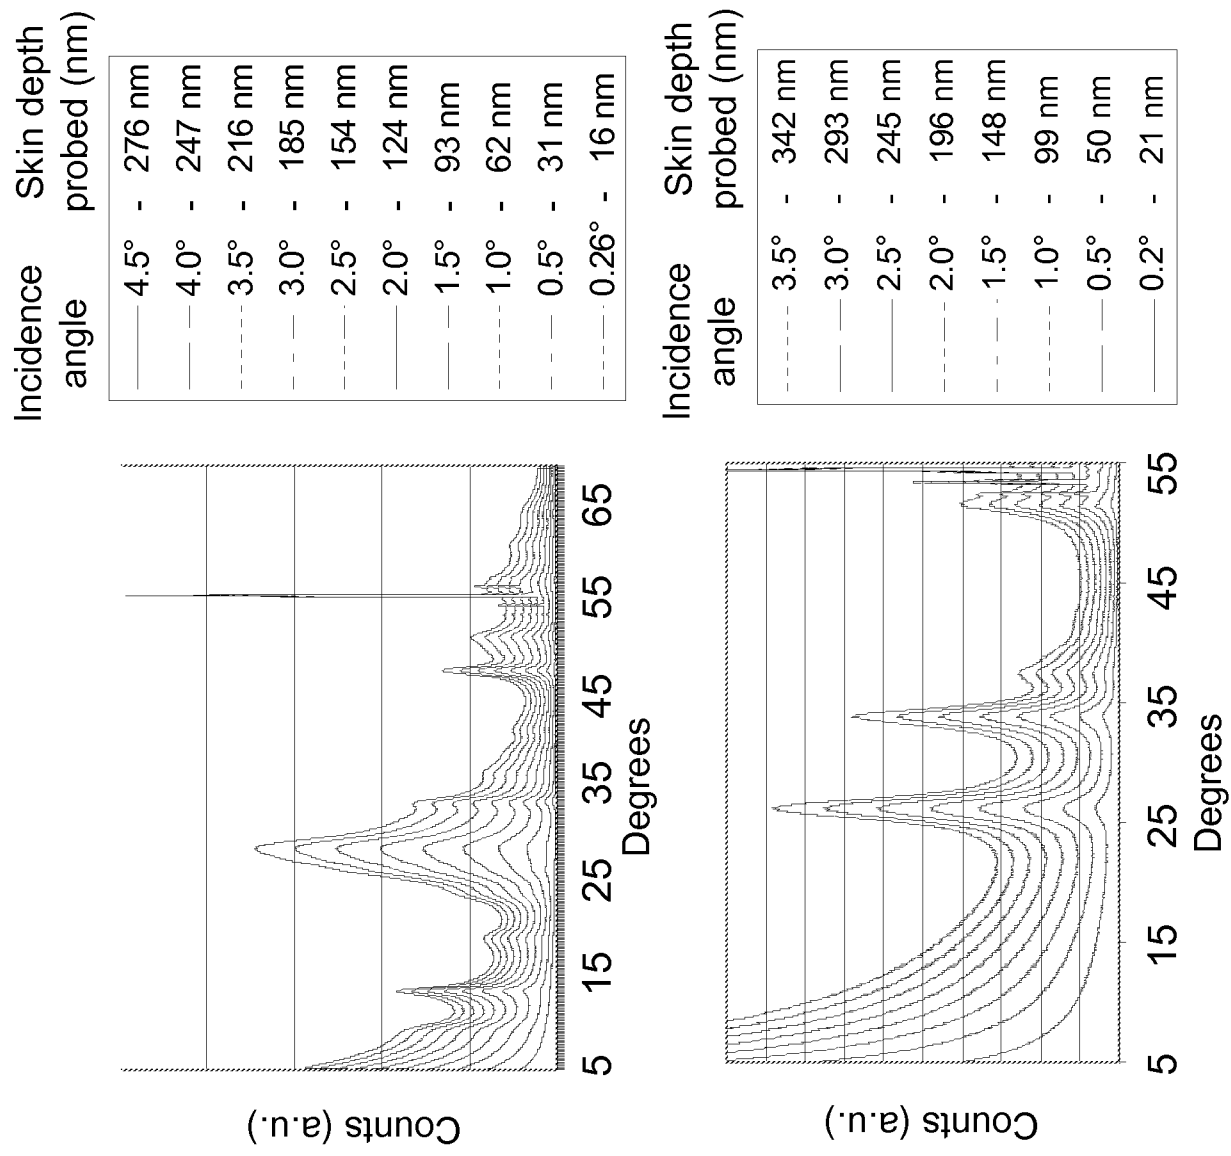 Counts (a.u.)
5 15 25 35 45 55 65
Degrees
Incidence angle
Skin depth probed (nm)
4.5° - 276 nm
4.0° - 247 nm
3.5° - 216 nm
3.0° - 185 nm
2.5° - 154 nm
2.0° - 124 nm
1.5° - 93 nm
1.0° - 62 nm
0.5° - 31 nm
0.26° - 16 nm
Counts (a.u.)
5 15 25 35 45 55
Degrees
Incidence angle
Skin depth probed (nm)
3.5° - 342 nm
3.0° - 293 nm
2.5° - 245 nm
2.0° - 196 nm
1.5° - 148 nm
1.0° - 99 nm
0.5° - 50 nm
0.2° - 21 nm